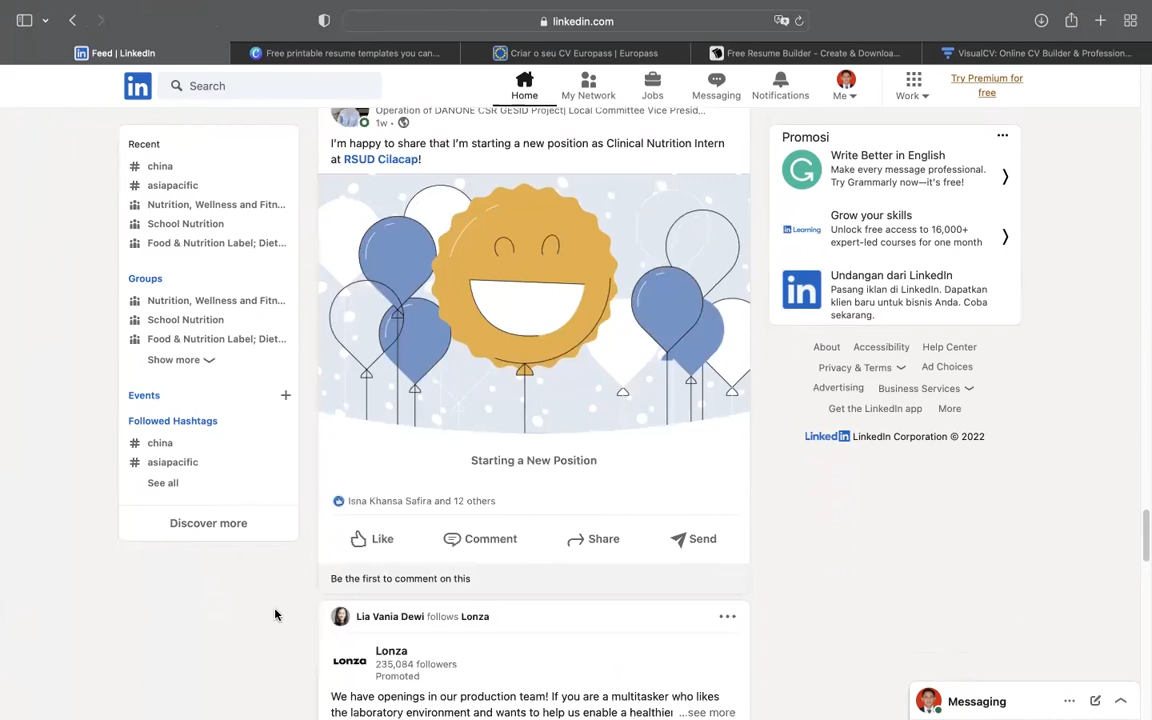 linkedin.com
Feed | LinkedIn
Free printable resume templates you can...
Criar o seu CV Europass | Europass
Free Resume Builder - Create & Downloa...
VisualCV: Online CV Builder & Profession...
in
Search
Home
My Network
Jobs
Messaging
Notifications
Me
Work
Try Premium for
free
Recent
# china
# asiapacific
Nutrition, Wellness and Fitn...
School Nutrition
Food & Nutrition Label; Diet...
Groups
Nutrition, Wellness and Fitn...
School Nutrition
Food & Nutrition Label; Diet...
Show more
Events +
Followed Hashtags
# china
# asiapacific
See all
Discover more
Operation of DANONE CSR GESID Project| Local Committee Vice Presid...
1w •
I'm happy to share that I'm starting a new position as Clinical Nutrition Intern
at RSUD Cilacap!
Starting a New Position
Isna Khansa Safira and 12 others
Like
Comment
Share
Send
Be the first to comment on this
Lia Vania Dewi follows Lonza
Lonza
Lonza
235,084 followers
Promoted
We have openings in our production team! If you are a multitasker who likes
the laboratory environment and wants to help us enable a healthier ...see more
Promosi
Write Better in English
Make every message professional.
Try Grammarly now—it's free!
Linked in Learning
Grow your skills
Unlock free access to 16,000+
expert-led courses for one month
in
Undangan dari LinkedIn
Pasang iklan di LinkedIn. Dapatkan
klien baru untuk bisnis Anda. Coba
sekarang.
About Accessibility Help Center
Privacy & Terms Ad Choices
Advertising Business Services
Get the LinkedIn app More
Linked in LinkedIn Corporation © 2022
Messaging